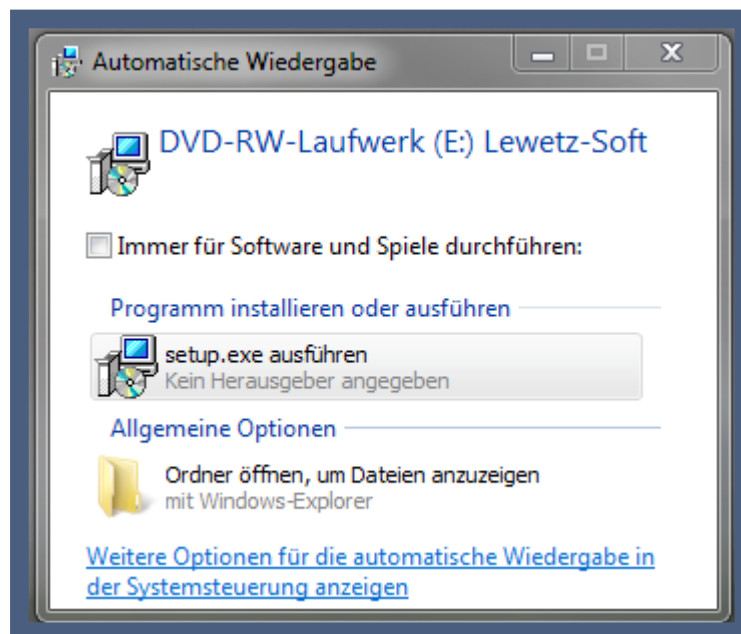 Automatische Wiedergabe
DVD-RW-Laufwerk (E:) Lewetz-Soft
Immer für Software und Spiele durchführen:
Programm installieren oder ausführen
setup.exe ausführen
Kein Herausgeber angegeben
Allgemeine Optionen
Ordner öffnen, um Dateien anzuzeigen
mit Windows-Explorer
Weitere Optionen für die automatische Wiedergabe in
der Systemsteuerung anzeigen